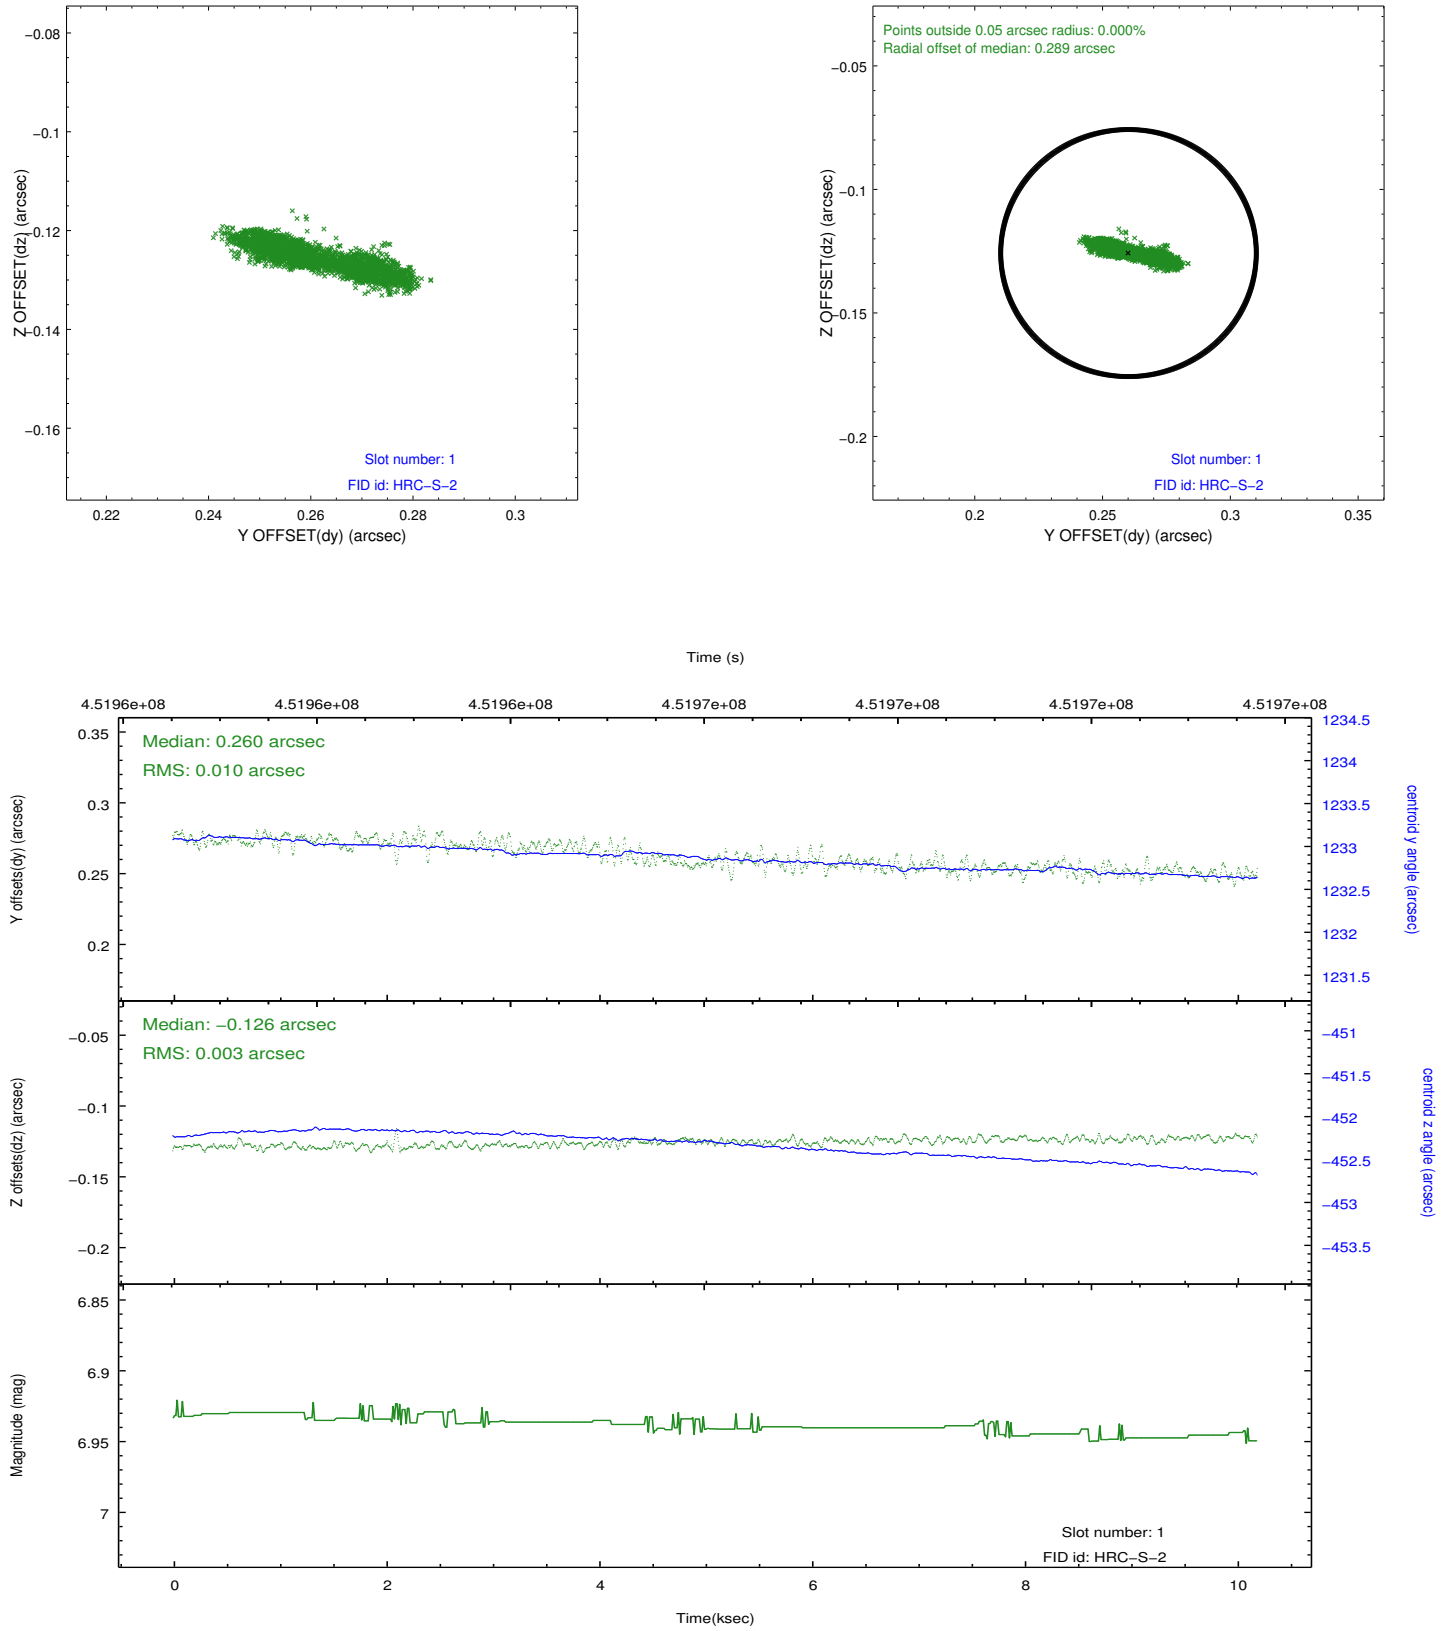 −0.08
−0.1
−0.12
−0.14
−0.16
Z OFFSET(dz) (arcsec)
Slot number: 1
FID id: HRC−S−2
0.22 0.24 0.26 0.28 0.3
Y OFFSET(dy) (arcsec)
Points outside 0.05 arcsec radius: 0.000%
Radial offset of median: 0.289 arcsec
−0.05
−0.1
−0.15
−0.2
Z OFFSET(dz) (arcsec)
Slot number: 1
FID id: HRC−S−2
0.2 0.25 0.3 0.35
Y OFFSET(dy) (arcsec)
Time (s)
4.5196e+08 4.5196e+08 4.5196e+08 4.5197e+08 4.5197e+08 4.5197e+08 4.5197e+08
Median: 0.260 arcsec
RMS: 0.010 arcsec
0.35
0.3
0.25
0.2
Y offsets(dy) (arcsec)
1234.5
1234
1233.5
1233
1232.5
1232
1231.5
centroid y angle (arcsec)
Median: −0.126 arcsec
RMS: 0.003 arcsec
−0.05
−0.1
−0.15
−0.2
Z offsets(dz) (arcsec)
−451
−451.5
−452
−452.5
−453
−453.5
centroid z angle (arcsec)
6.85
6.9
6.95
7
Magnitude (mag)
Slot number: 1
FID id: HRC−S−2
0 2 4 6 8 10
Time(ksec)